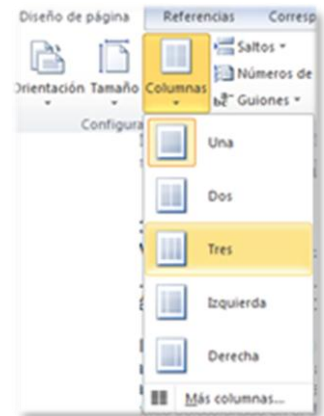 Diseño de página Referencias Corresp
Saltos
Números de
Orientación Tamaño Columnas Guiones
Configura
Una
Dos
Tres
Izquierda
Derecha
Más columnas...